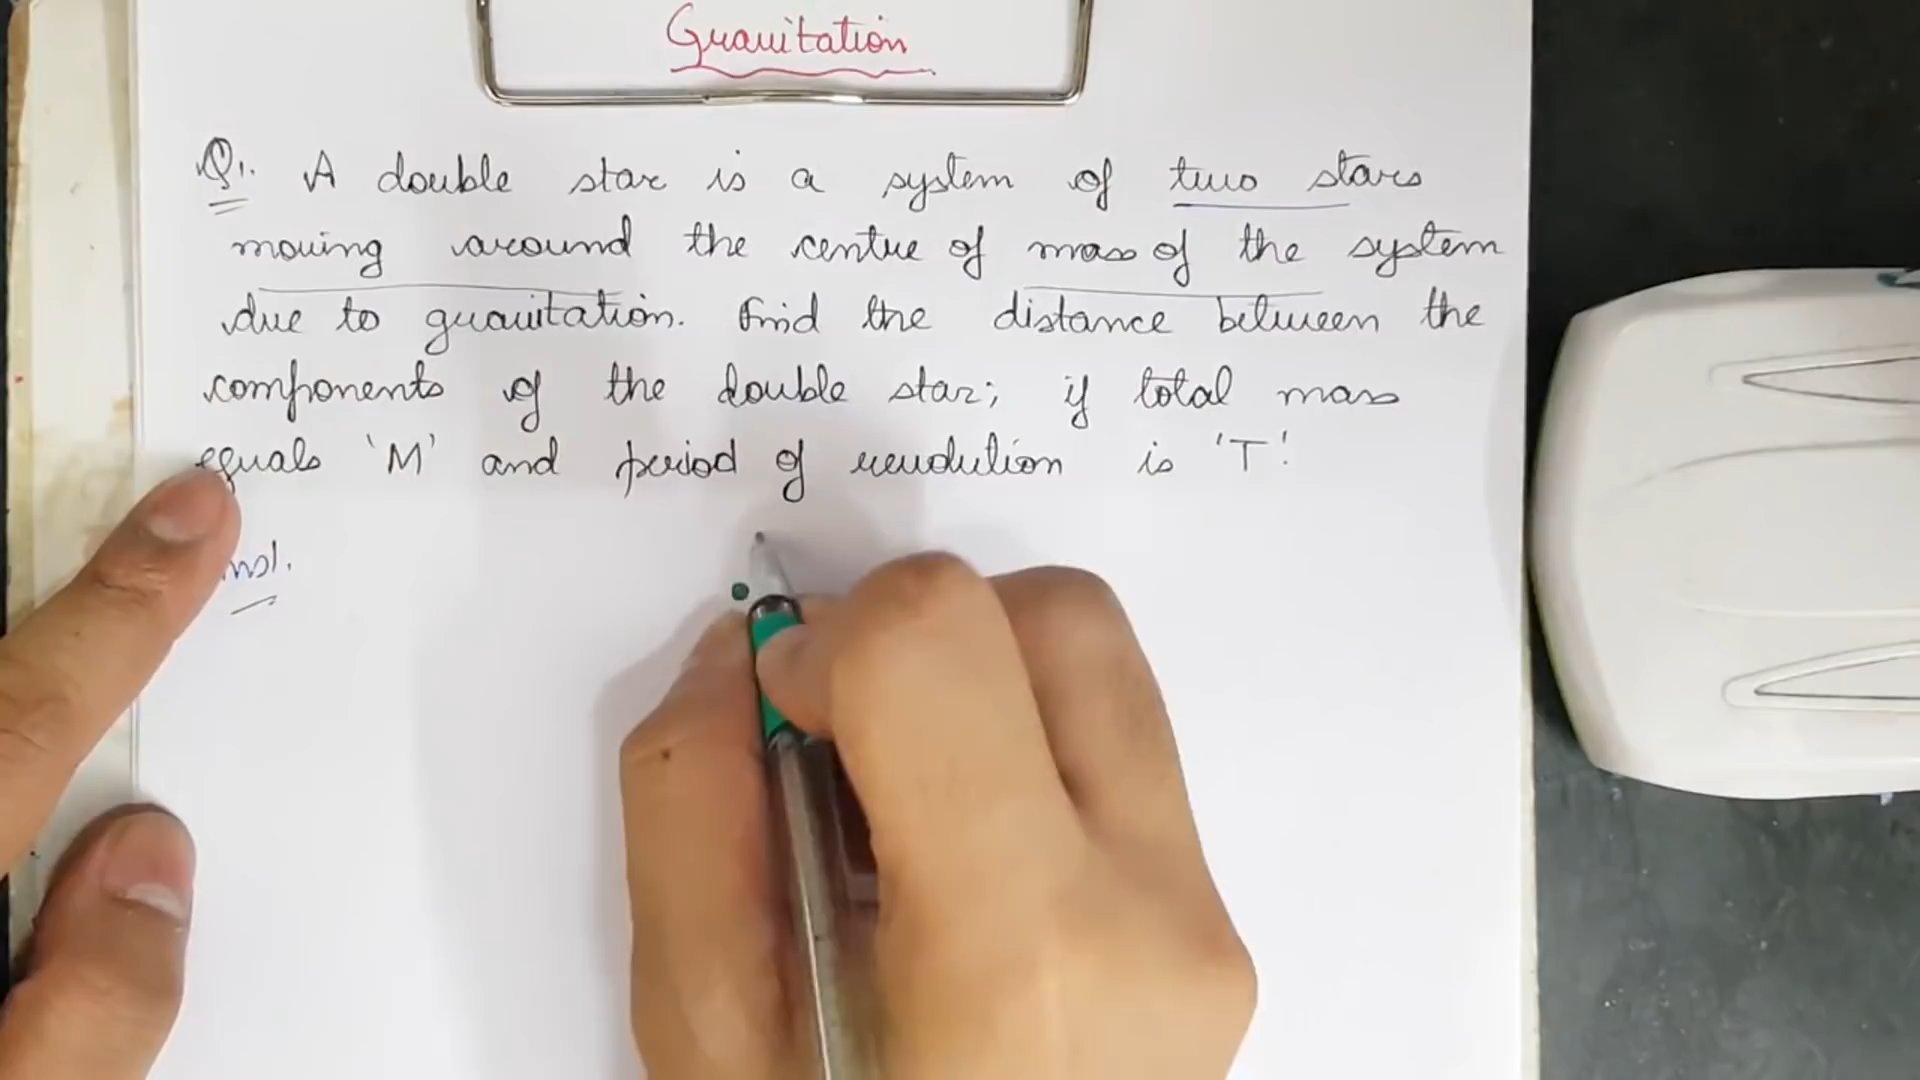 Gravitation
Q1. A double star is a system of two stars
moving around the centre of mass of the system
due to gravitation. Find the distance between the
components of the double star; if total mass
equals 'M' and period of revolution is 'T'.